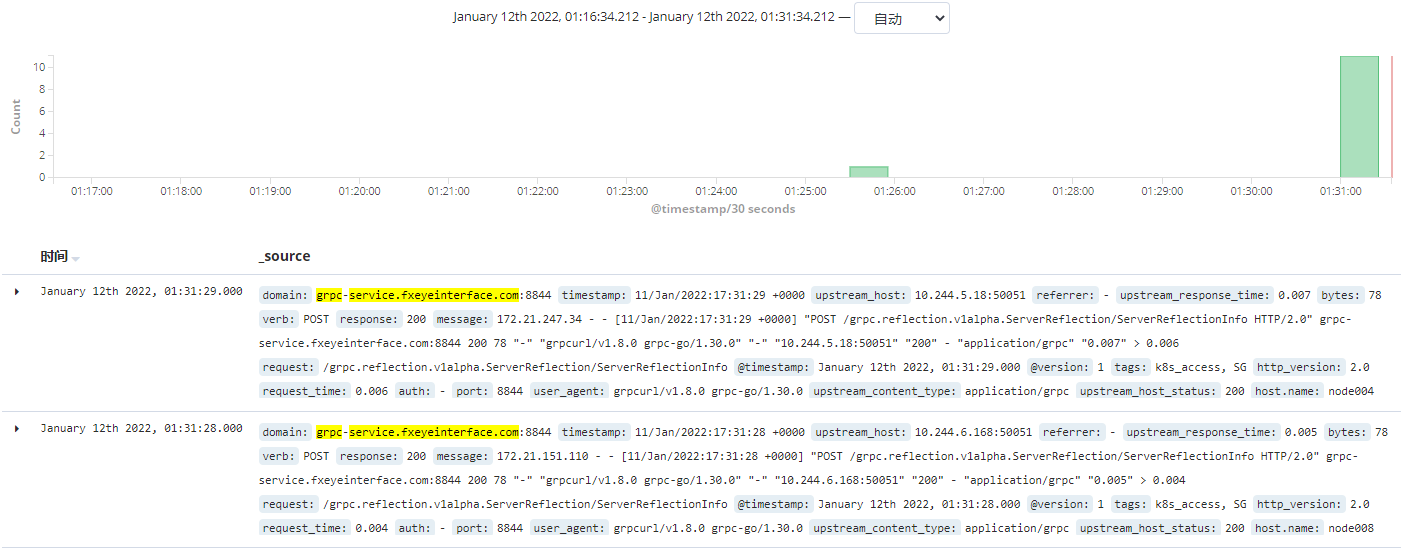 January 12th 2022, 01:16:34.212 - January 12th 2022, 01:31:34.212 — 自动
10
8
6
4
2
0
Count
01:17:00 01:18:00 01:19:00 01:20:00 01:21:00 01:22:00 01:23:00 01:24:00 01:25:00 01:26:00 01:27:00 01:28:00 01:29:00 01:30:00 01:31:00
@timestamp/30 seconds
时间 _source
January 12th 2022, 01:31:29.000 domain: grpc-service.fxeyeinterface.com:8844 timestamp: 11/Jan/2022:17:31:29 +0000 upstream_host: 10.244.5.18:50051 referrer: - upstream_response_time: 0.007 bytes: 78
verb: POST response: 200 message: 172.21.247.34 - - [11/Jan/2022:17:31:29 +0000] "POST /grpc.reflection.v1alpha.ServerReflection/ServerReflectionInfo HTTP/2.0" grpc-
service.fxeyeinterface.com:8844 200 78 "-" "grpcurl/v1.8.0 grpc-go/1.30.0" "-" "10.244.5.18:50051" "200" - "application/grpc" "0.007" > 0.006
request: /grpc.reflection.v1alpha.ServerReflection/ServerReflectionInfo @timestamp: January 12th 2022, 01:31:29.000 @version: 1 tags: k8s_access, SG http_version: 2.0
request_time: 0.006 auth: - port: 8844 user_agent: grpcurl/v1.8.0 grpc-go/1.30.0 upstream_content_type: application/grpc upstream_host_status: 200 host.name: node004
January 12th 2022, 01:31:28.000 domain: grpc-service.fxeyeinterface.com:8844 timestamp: 11/Jan/2022:17:31:28 +0000 upstream_host: 10.244.6.168:50051 referrer: - upstream_response_time: 0.005 bytes: 78
verb: POST response: 200 message: 172.21.151.110 - - [11/Jan/2022:17:31:28 +0000] "POST /grpc.reflection.v1alpha.ServerReflection/ServerReflectionInfo HTTP/2.0" grpc-
service.fxeyeinterface.com:8844 200 78 "-" "grpcurl/v1.8.0 grpc-go/1.30.0" "-" "10.244.6.168:50051" "200" - "application/grpc" "0.005" > 0.004
request: /grpc.reflection.v1alpha.ServerReflection/ServerReflectionInfo @timestamp: January 12th 2022, 01:31:28.000 @version: 1 tags: k8s_access, SG http_version: 2.0
request_time: 0.004 auth: - port: 8844 user_agent: grpcurl/v1.8.0 grpc-go/1.30.0 upstream_content_type: application/grpc upstream_host_status: 200 host.name: node008